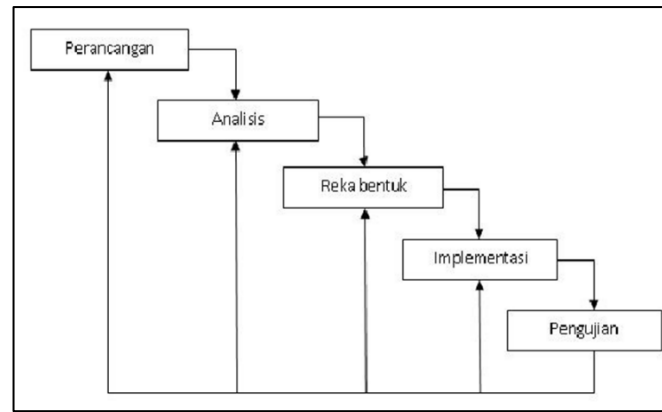 Perancangan
Analisis
Reka bentuk
Implementasi
Pengujian